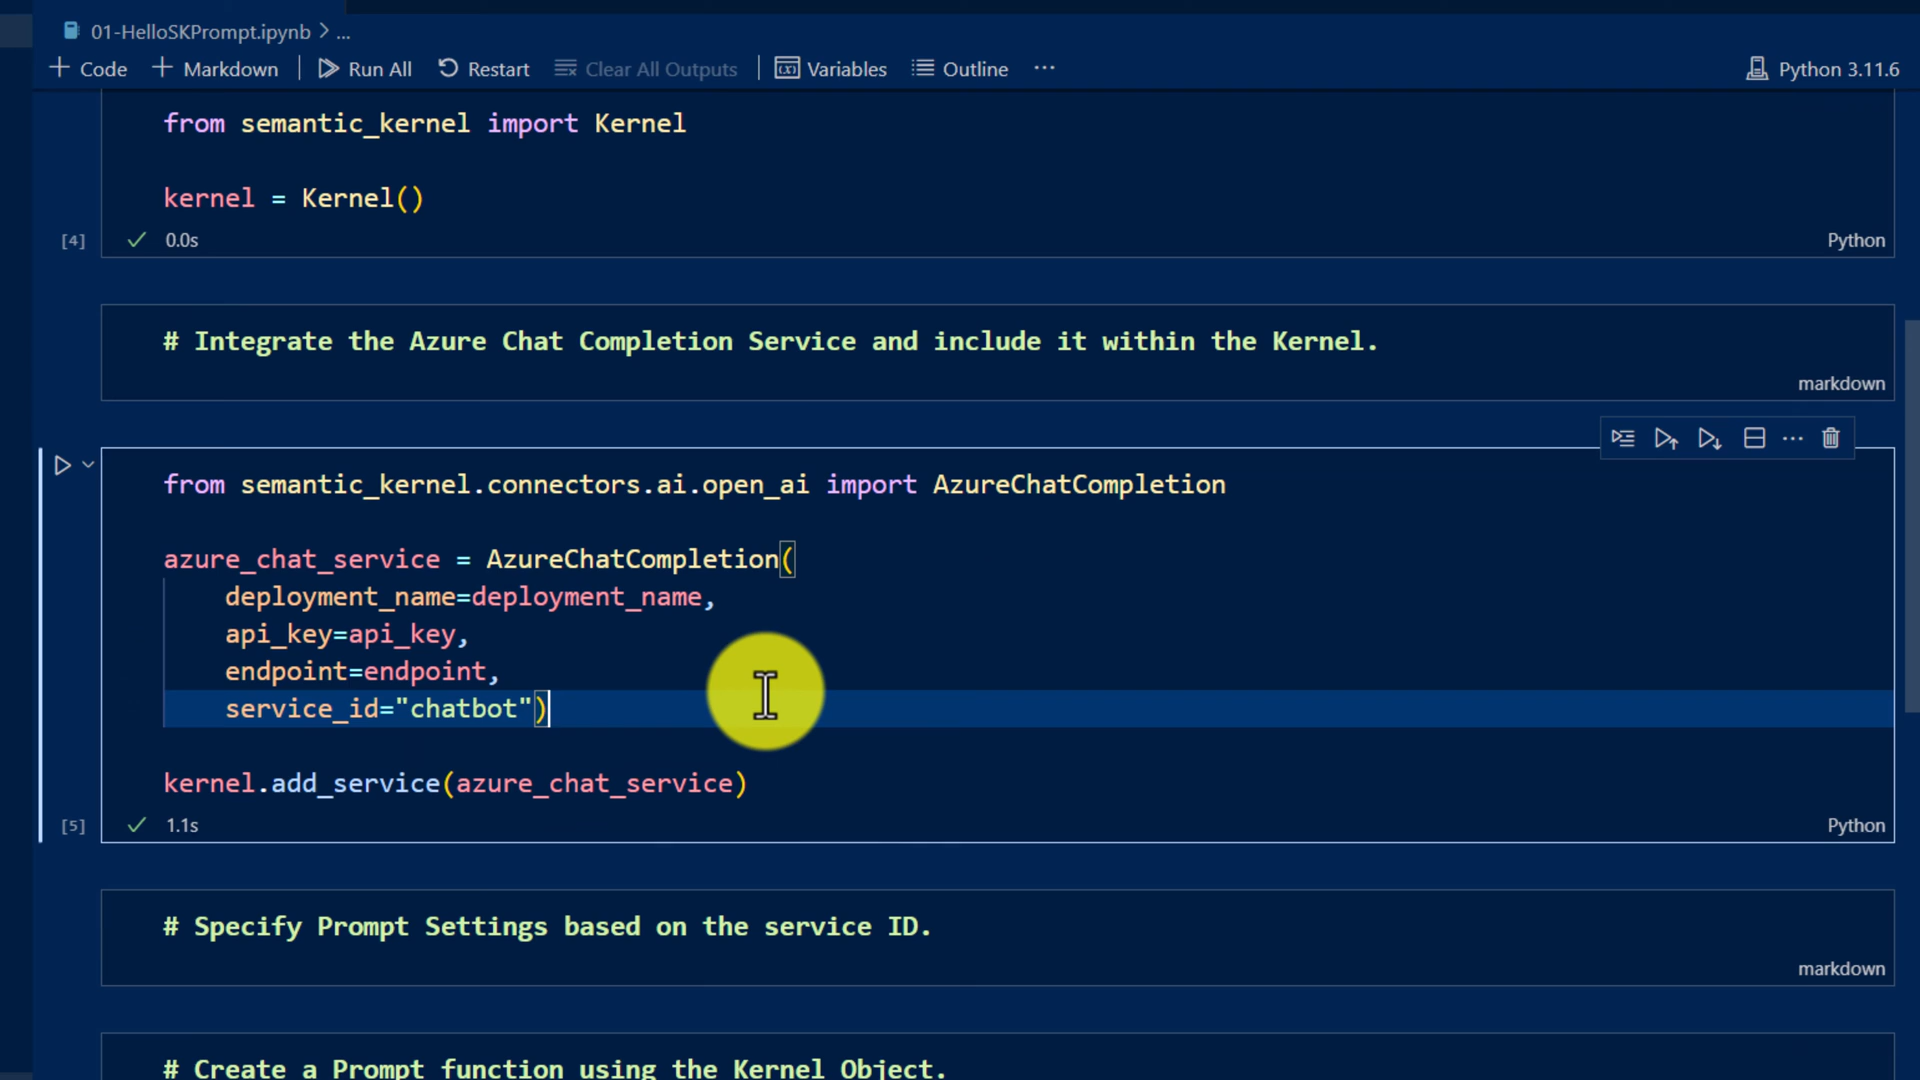 01-HelloSKPrompt.ipynb > ...
+ Code + Markdown | Run All Restart Clear All Outputs | Variables Outline ... Python 3.11.6
from semantic_kernel import Kernel
kernel = Kernel()
[4] ✓ 0.0s Python
# Integrate the Azure Chat Completion Service and include it within the Kernel.
markdown
from semantic_kernel.connectors.ai.open_ai import AzureChatCompletion
azure_chat_service = AzureChatCompletion(
deployment_name=deployment_name,
api_key=api_key,
endpoint=endpoint,
service_id="chatbot")
kernel.add_service(azure_chat_service)
[5] ✓ 1.1s Python
# Specify Prompt Settings based on the service ID.
markdown
# Create a Prompt function using the Kernel Object.